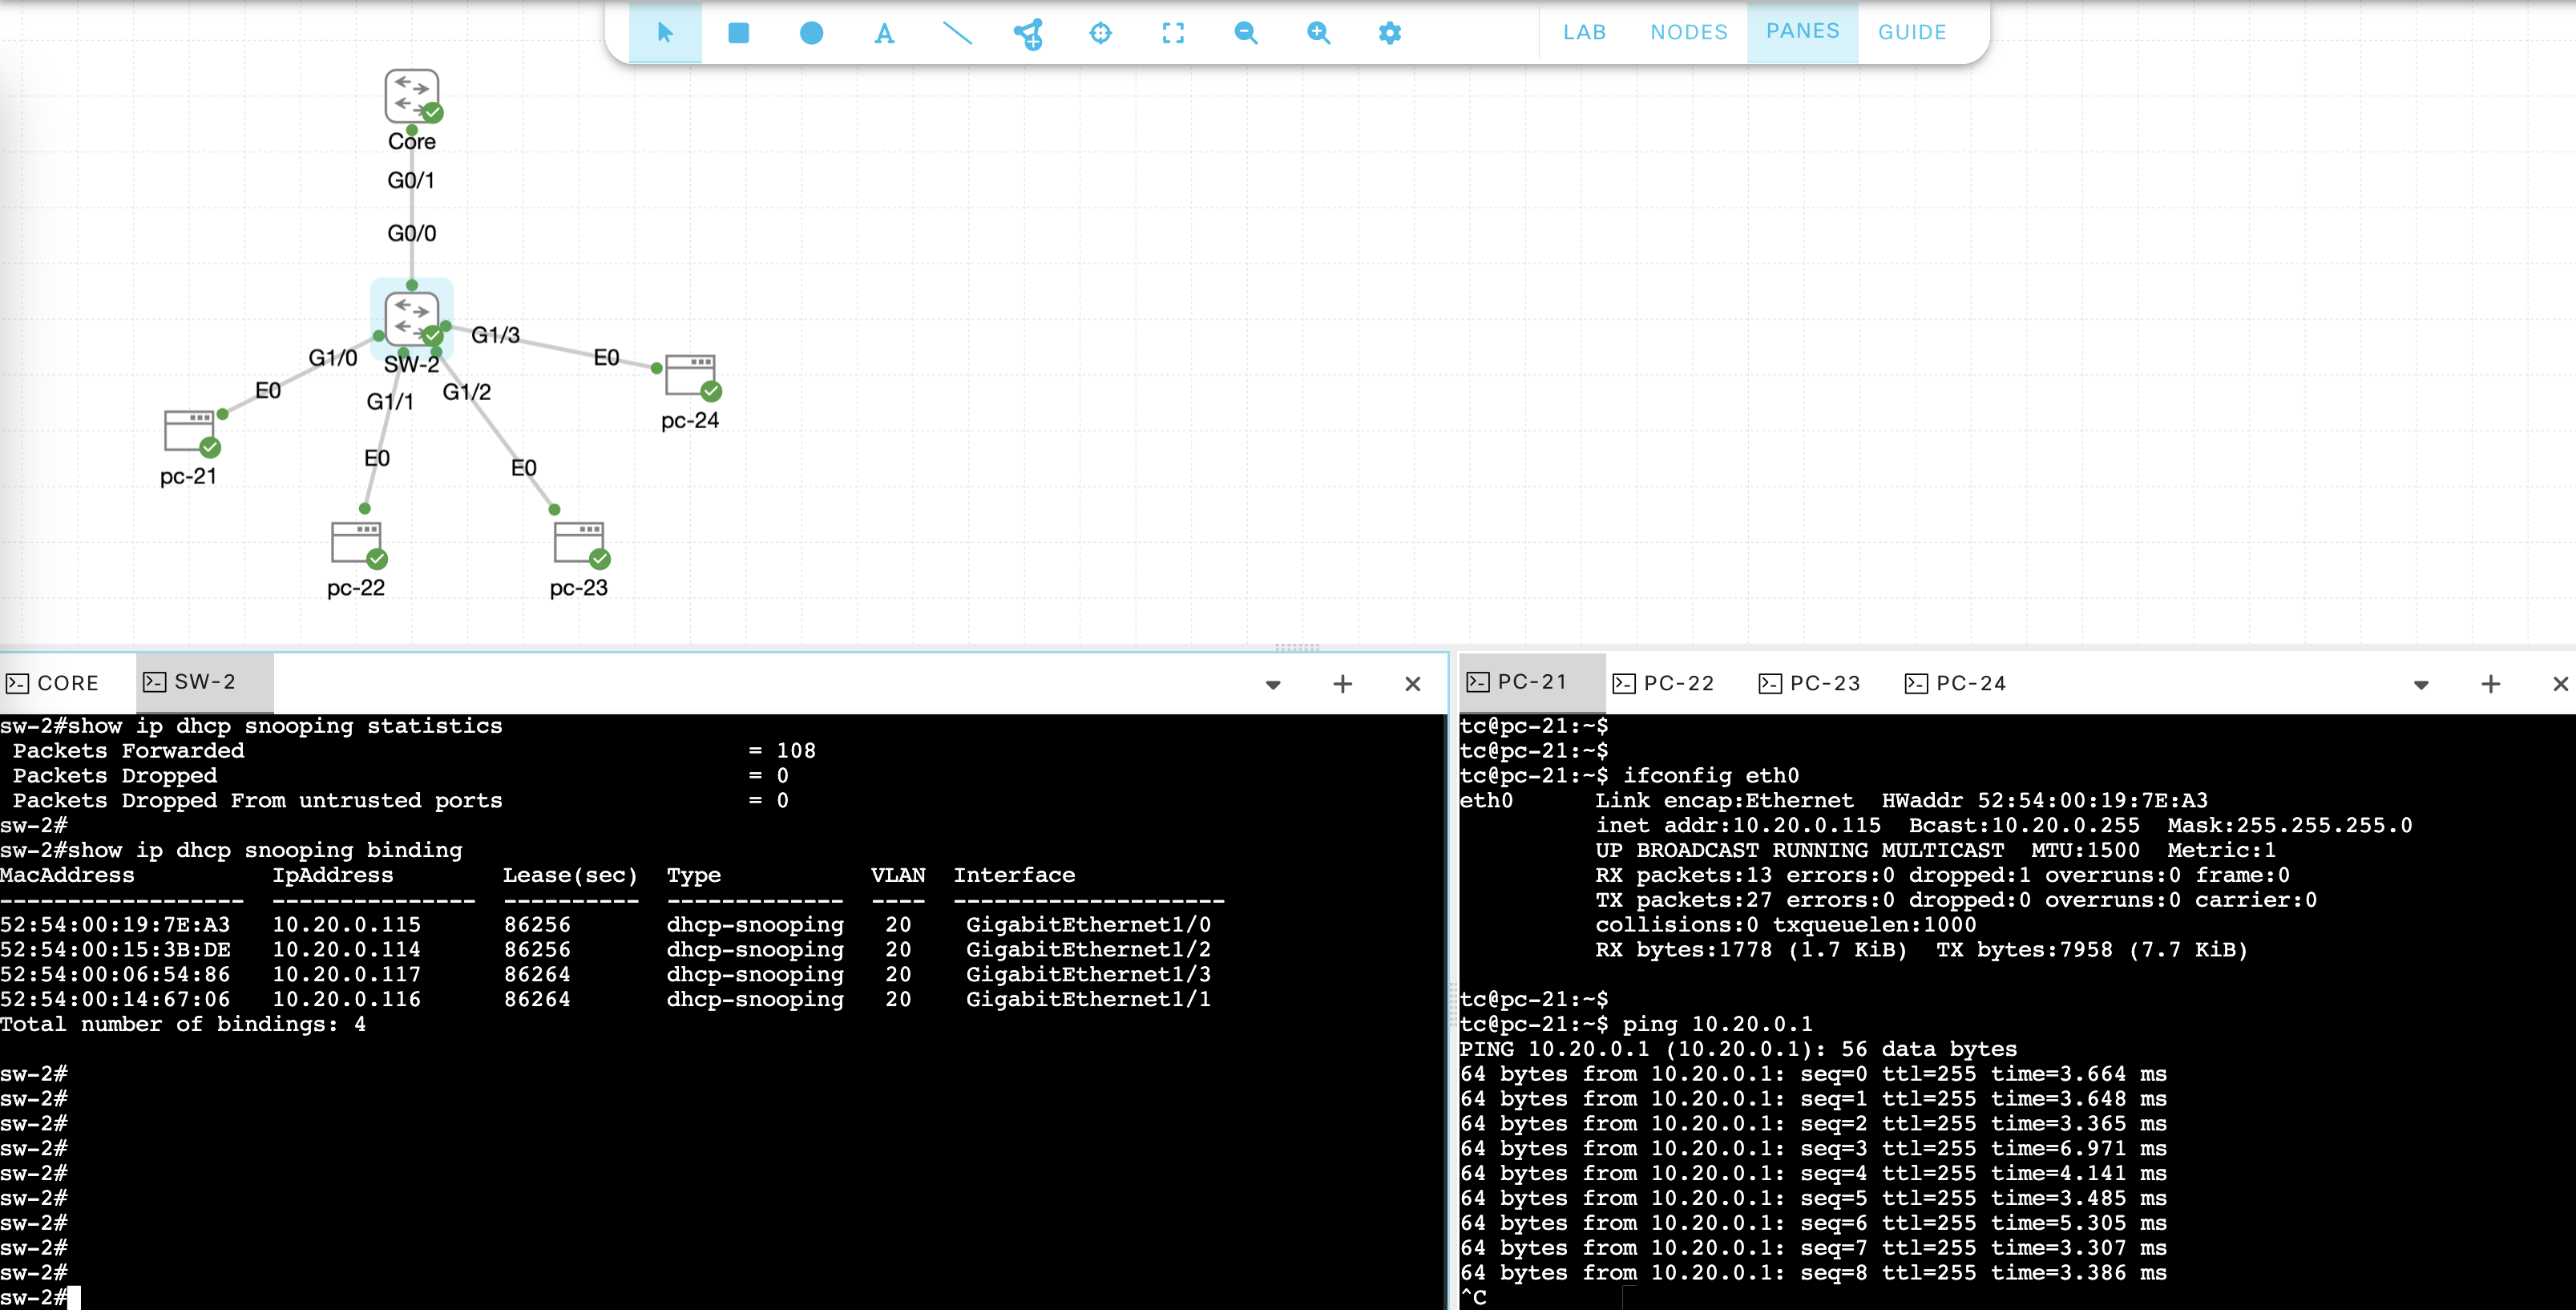 LAB NODES PANES GUIDE
A
Core
G0/1
G0/0
G1/3
E0
G1/0
SW-2
E0
G1/1
G1/2
pc-24
E0
E0
pc-21
pc-22
pc-23
CORE SW-2
sw-2#show ip dhcp snooping statistics
Packets Forwarded = 108
Packets Dropped = 0
Packets Dropped From untrusted ports = 0
sw-2#
sw-2#show ip dhcp snooping binding
MacAddress IpAddress Lease(sec) Type VLAN Interface
------------------ --------------- ---------- ------------- ---- --------------------
52:54:00:19:7E:A3 10.20.0.115 86256 dhcp-snooping 20 GigabitEthernet1/0
52:54:00:15:3B:DE 10.20.0.114 86256 dhcp-snooping 20 GigabitEthernet1/2
52:54:00:06:54:86 10.20.0.117 86264 dhcp-snooping 20 GigabitEthernet1/3
52:54:00:14:67:06 10.20.0.116 86264 dhcp-snooping 20 GigabitEthernet1/1
Total number of bindings: 4
sw-2#
sw-2#
sw-2#
sw-2#
sw-2#
sw-2#
sw-2#
sw-2#
sw-2#
sw-2#
PC-21 PC-22 PC-23 PC-24
tc@pc-21:~$
tc@pc-21:~$
tc@pc-21:~$ ifconfig eth0
eth0 Link encap:Ethernet HWaddr 52:54:00:19:7E:A3
inet addr:10.20.0.115 Bcast:10.20.0.255 Mask:255.255.255.0
UP BROADCAST RUNNING MULTICAST MTU:1500 Metric:1
RX packets:13 errors:0 dropped:1 overruns:0 frame:0
TX packets:27 errors:0 dropped:0 overruns:0 carrier:0
collisions:0 txqueuelen:1000
RX bytes:1778 (1.7 KiB) TX bytes:7958 (7.7 KiB)
tc@pc-21:~$
tc@pc-21:~$ ping 10.20.0.1
PING 10.20.0.1 (10.20.0.1): 56 data bytes
64 bytes from 10.20.0.1: seq=0 ttl=255 time=3.664 ms
64 bytes from 10.20.0.1: seq=1 ttl=255 time=3.648 ms
64 bytes from 10.20.0.1: seq=2 ttl=255 time=3.365 ms
64 bytes from 10.20.0.1: seq=3 ttl=255 time=6.971 ms
64 bytes from 10.20.0.1: seq=4 ttl=255 time=4.141 ms
64 bytes from 10.20.0.1: seq=5 ttl=255 time=3.485 ms
64 bytes from 10.20.0.1: seq=6 ttl=255 time=5.305 ms
64 bytes from 10.20.0.1: seq=7 ttl=255 time=3.307 ms
64 bytes from 10.20.0.1: seq=8 ttl=255 time=3.386 ms
^C